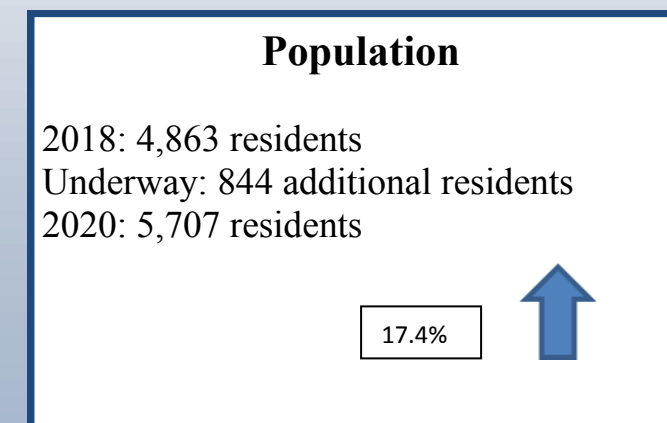 Population
2018: 4,863 residents
Underway: 844 additional residents
2020: 5,707 residents
17.4%